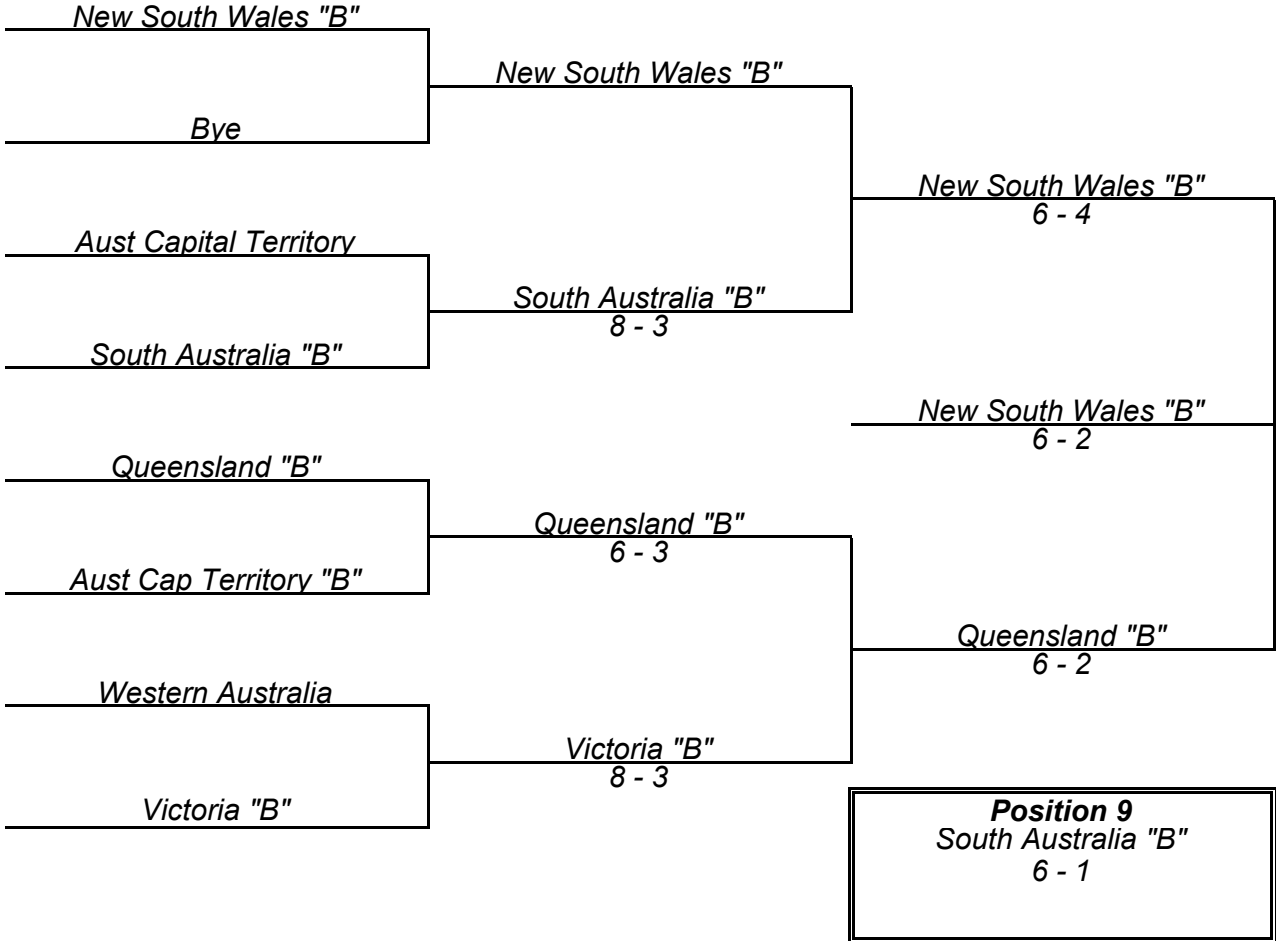 New South Wales "B"
New South Wales "B"
Bye
New South Wales "B"
6 - 4
Aust Capital Territory
South Australia "B"
8 - 3
South Australia "B"
New South Wales "B"
6 - 2
Queensland "B"
Queensland "B"
6 - 3
Aust Cap Territory "B"
Queensland "B"
6 - 2
Western Australia
Victoria "B"
8 - 3
Victoria "B"
Position 9
South Australia "B"
6 - 1